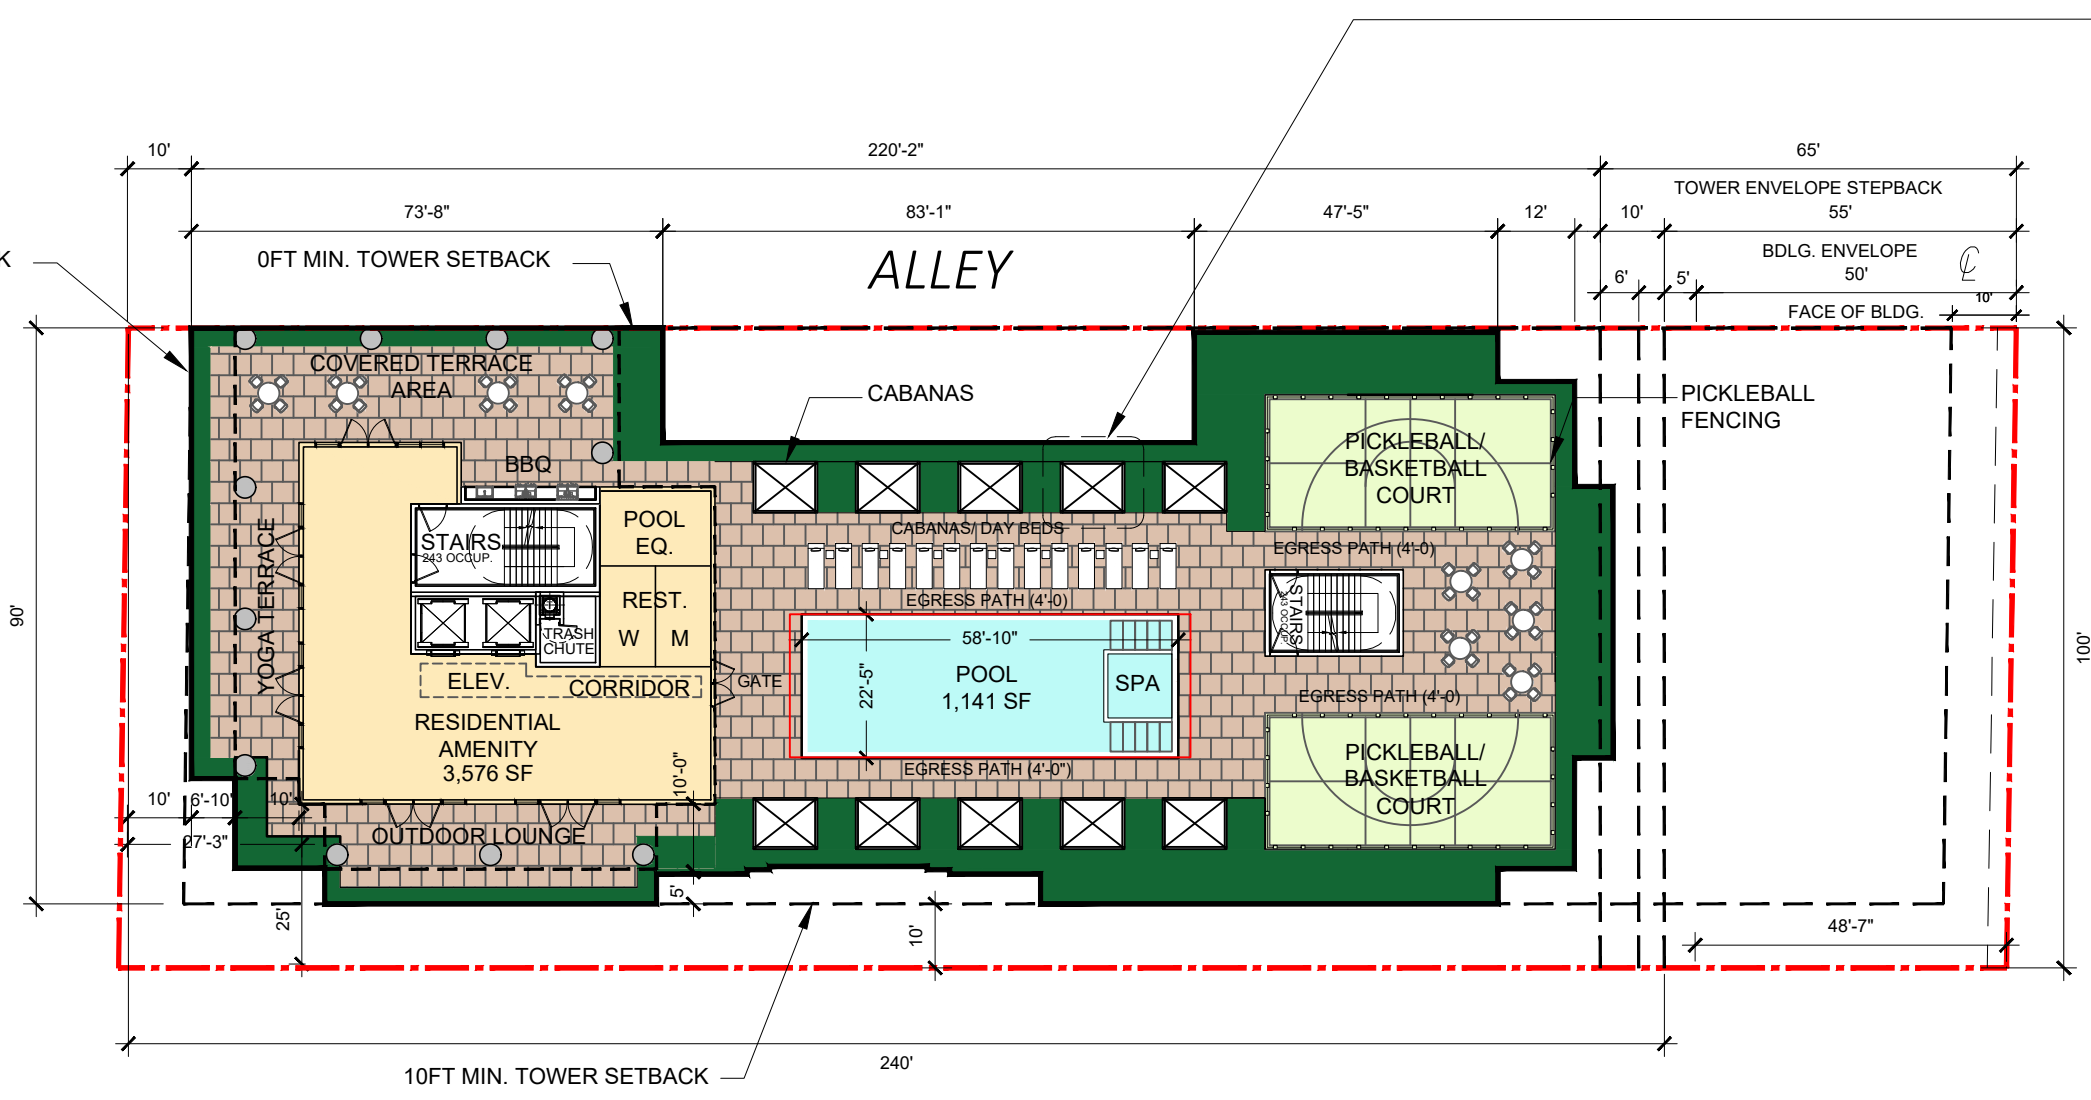 10'
220'-2"
65'
TOWER ENVELOPE STEPBACK
73'-8"
83'-1"
47'-5"
12'
10'
55'
K
0FT MIN. TOWER SETBACK
ALLEY
BDLG. ENVELOPE
6'
5'
50'
10'
FACE OF BLDG.
COVERED TERRACE
AREA
CABANAS
PICKLEBALL
FENCING
PICKLEBALL/
BASKETBALL
COURT
BBQ
POOL
EQ.
STAIRS
243 OCCUP.
CABANAS/ DAY BEDS
EGRESS PATH (4'-0)
YOGA TERRACE
REST.
W
M
TRASH
CHUTE
EGRESS PATH (4'-0)
STAIRS
243 OCCUP.
90'
58'-10"
22'-5"
POOL
1,141 SF
SPA
100'
ELEV.
CORRIDOR
GATE
EGRESS PATH (4'-0)
RESIDENTIAL
AMENITY
3,576 SF
10'-0"
EGRESS PATH (4'-0")
PICKLEBALL/
BASKETBALL
COURT
10'
6'-10'
10'
27'-3"
OUTDOOR LOUNGE
5'
25'
10'
48'-7"
240'
10FT MIN. TOWER SETBACK